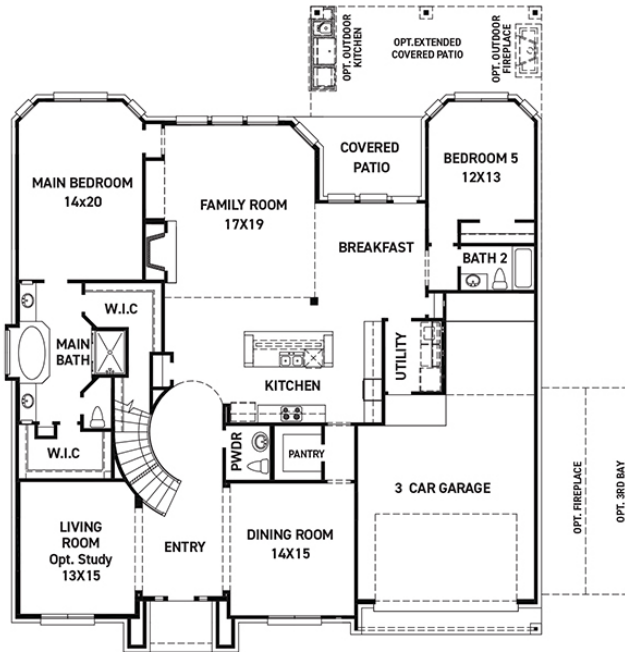 OPT. OUTDOOR
KITCHEN
OPT.EXTENDED
COVERED PATIO
OPT. OUTDOOR
FIREPLACE
MAIN BEDROOM
14x20
FAMILY ROOM
17X19
COVERED
PATIO
BEDROOM 5
12X13
BREAKFAST
BATH 2
W.I.C
MAIN
BATH
UTILITY
KITCHEN
W.I.C
PWDR
PANTRY
3 CAR GARAGE
OPT. FIREPLACE
OPT. 3RD BAY
LIVING
ROOM
Opt. Study
13X15
ENTRY
DINING ROOM
14X15